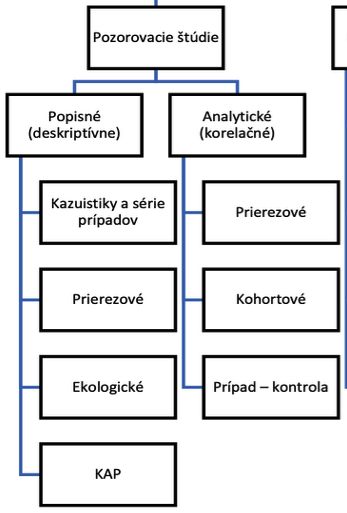 Pozorovacie štúdie
Popisné
(deskriptívne)
Analytické
(korelačné)
Kazuistiky a série
prípadov
Prierezové
Ekologické
KAP
Prierezové
Kohortové
Prípad – kontrola